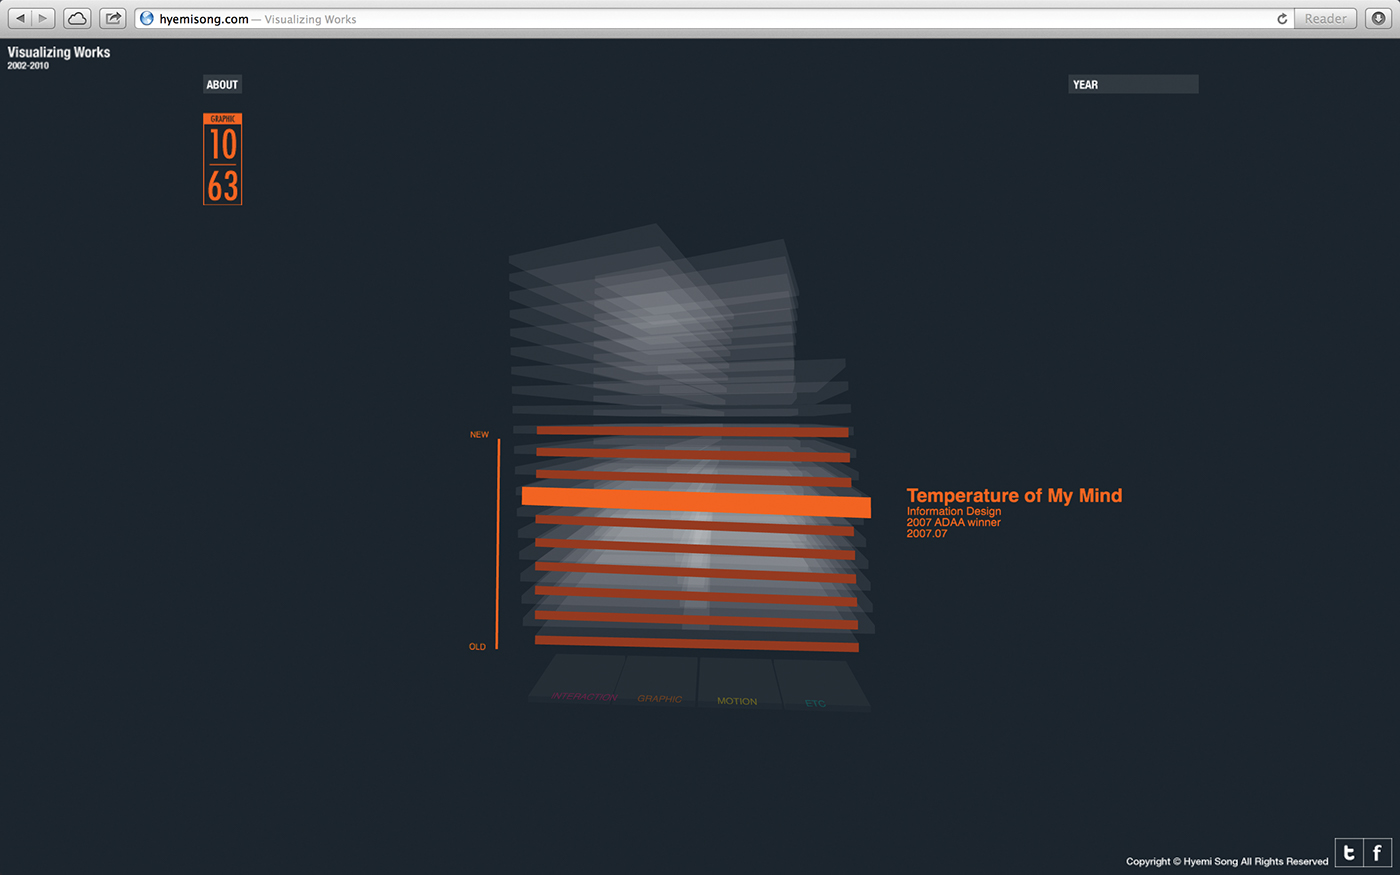 hyemisong.com — Visualizing Works
Reader
Visualizing Works
2002-2010
ABOUT
YEAR
GRAPHIC
10
63
NEW
Temperature of My Mind
Information Design
2007 ADAA winner
2007.07
OLD
INTERACTION
GRAPHIC
MOTION
ETC
Copyright © Hyemi Song All Rights Reserved
t f